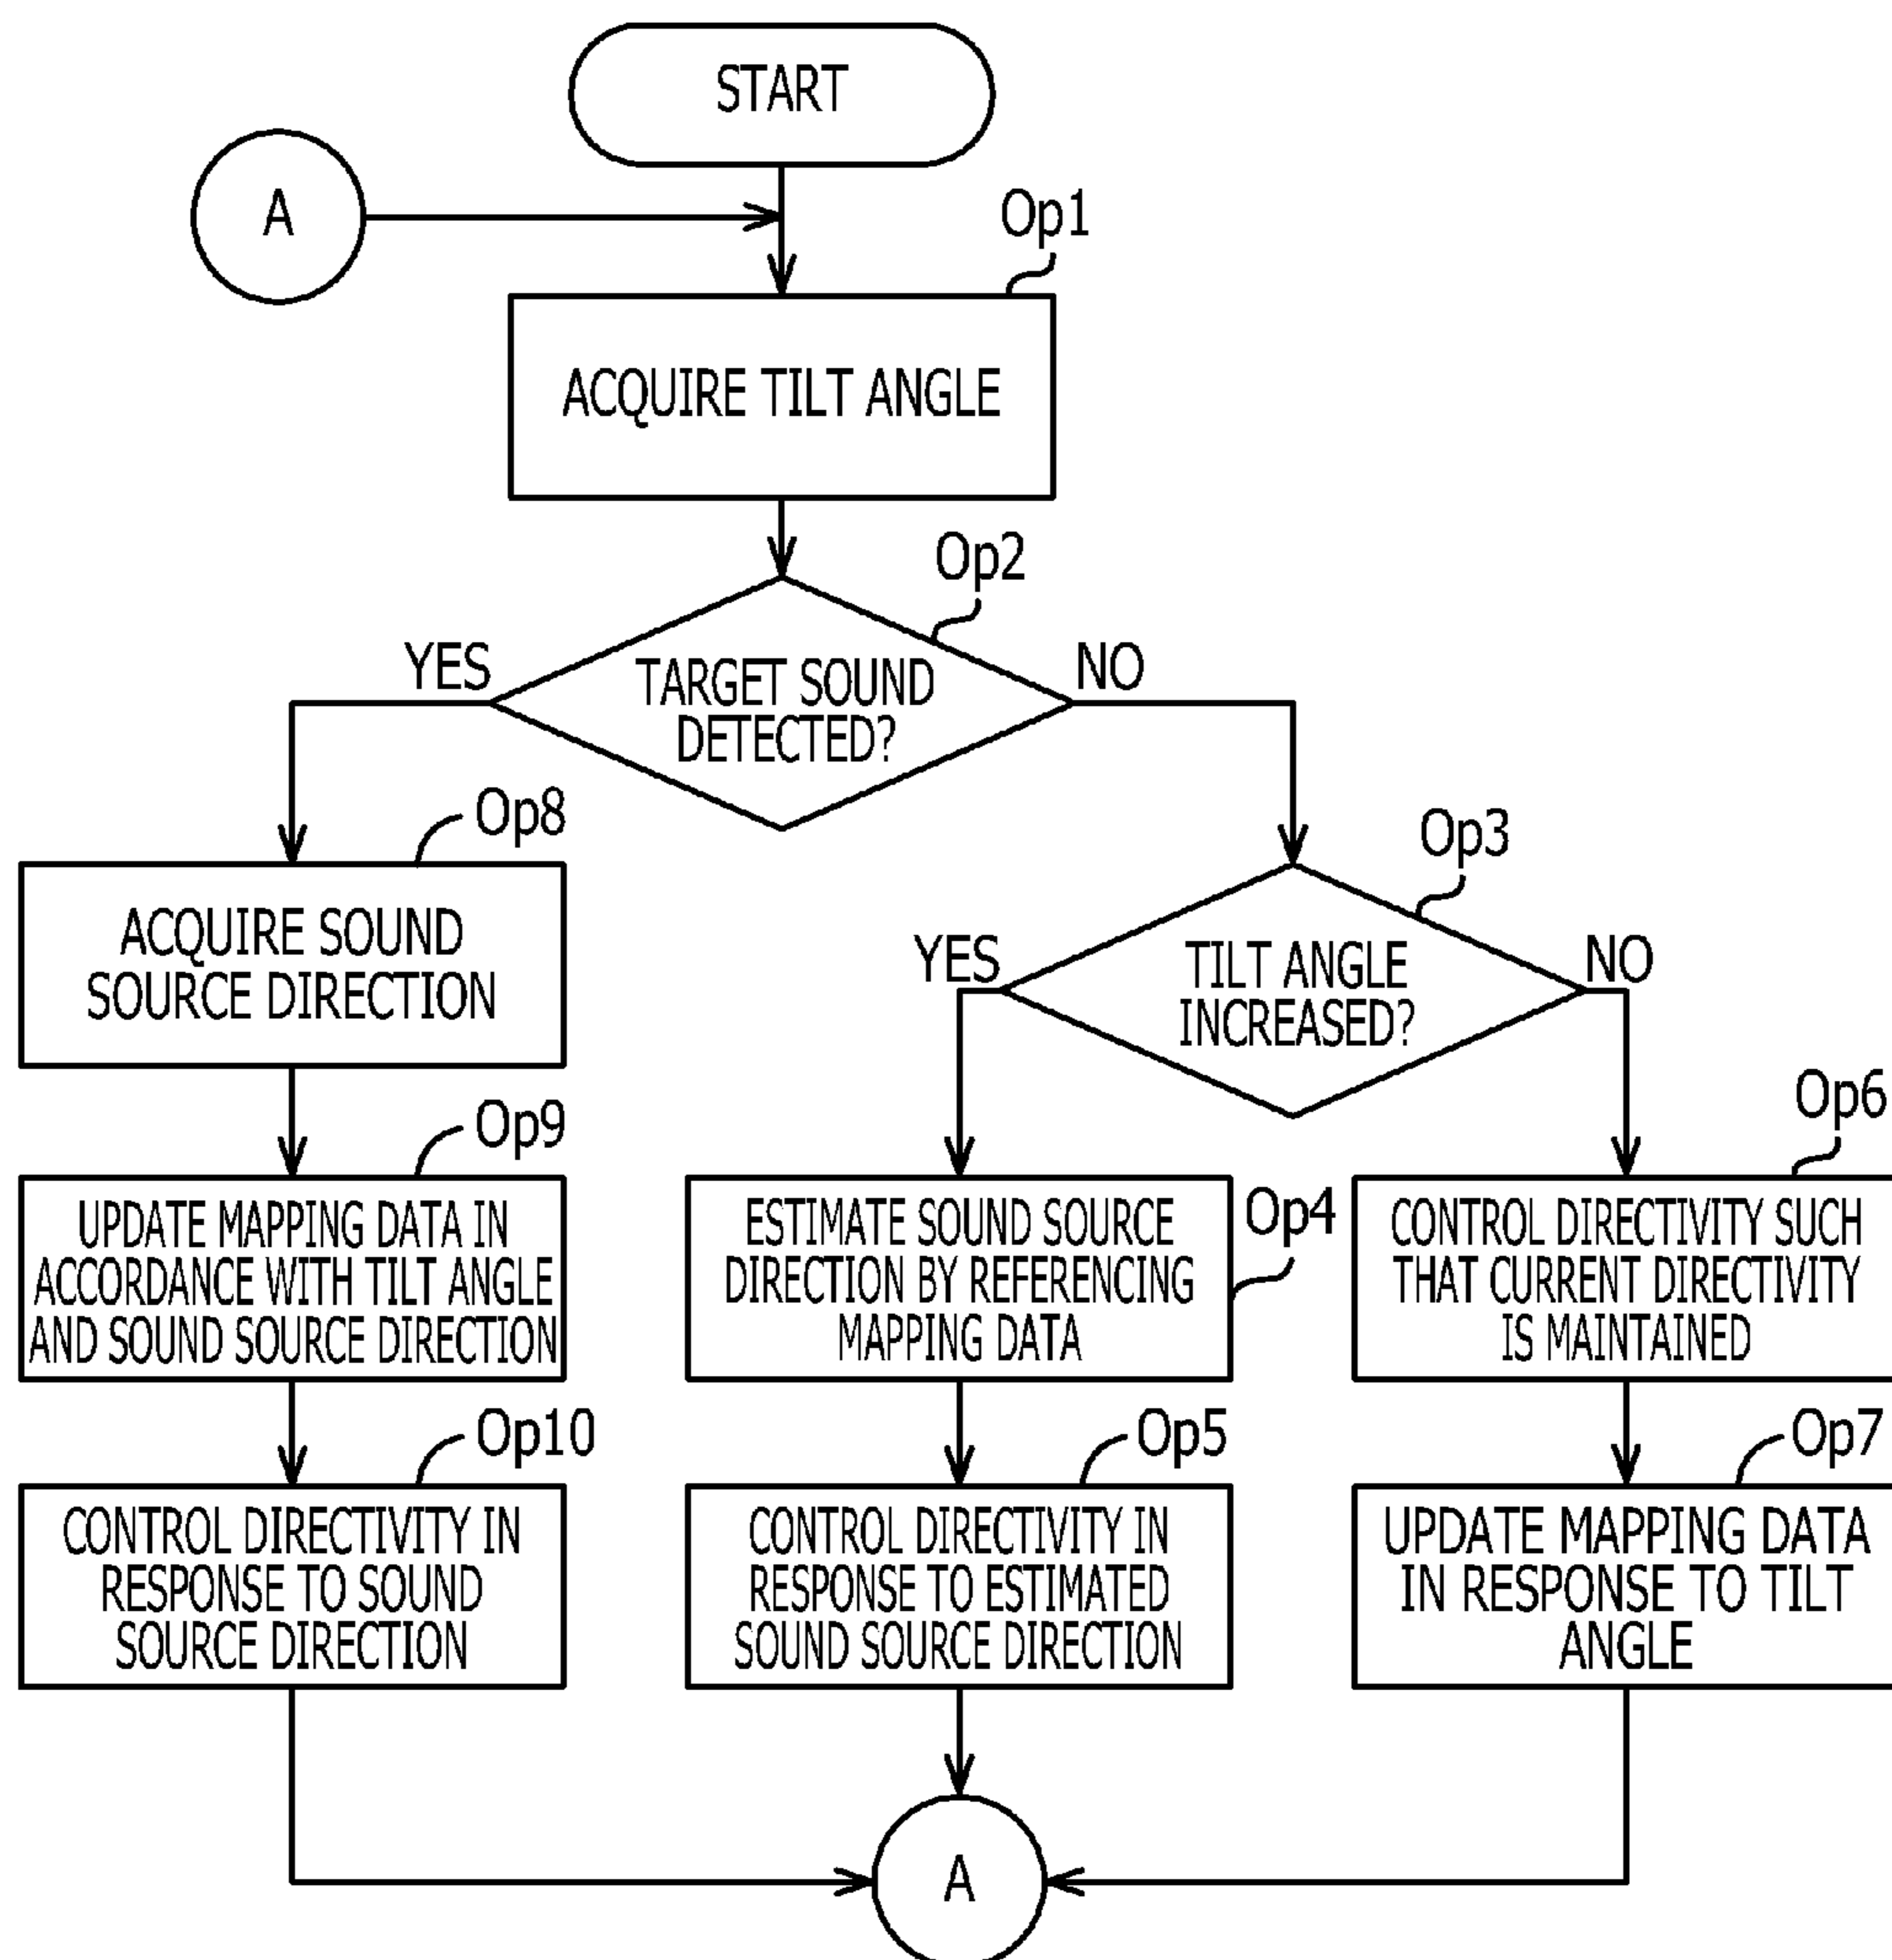 START
A
Op1
ACQUIRE TILT ANGLE
Op2
YES
TARGET SOUND
DETECTED?
NO
Op8
ACQUIRE SOUND
SOURCE DIRECTION
Op3
YES
TILT ANGLE
INCREASED?
NO
Op9
UPDATE MAPPING DATA IN
ACCORDANCE WITH TILT ANGLE
AND SOUND SOURCE DIRECTION
ESTIMATE SOUND SOURCE
DIRECTION BY REFERENCING
MAPPING DATA
Op4
Op6
CONTROL DIRECTIVITY SUCH
THAT CURRENT DIRECTIVITY
IS MAINTAINED
Op10
CONTROL DIRECTIVITY IN
RESPONSE TO SOUND
SOURCE DIRECTION
Op5
CONTROL DIRECTIVITY IN
RESPONSE TO ESTIMATED
SOUND SOURCE DIRECTION
Op7
UPDATE MAPPING DATA
IN RESPONSE TO TILT
ANGLE
A